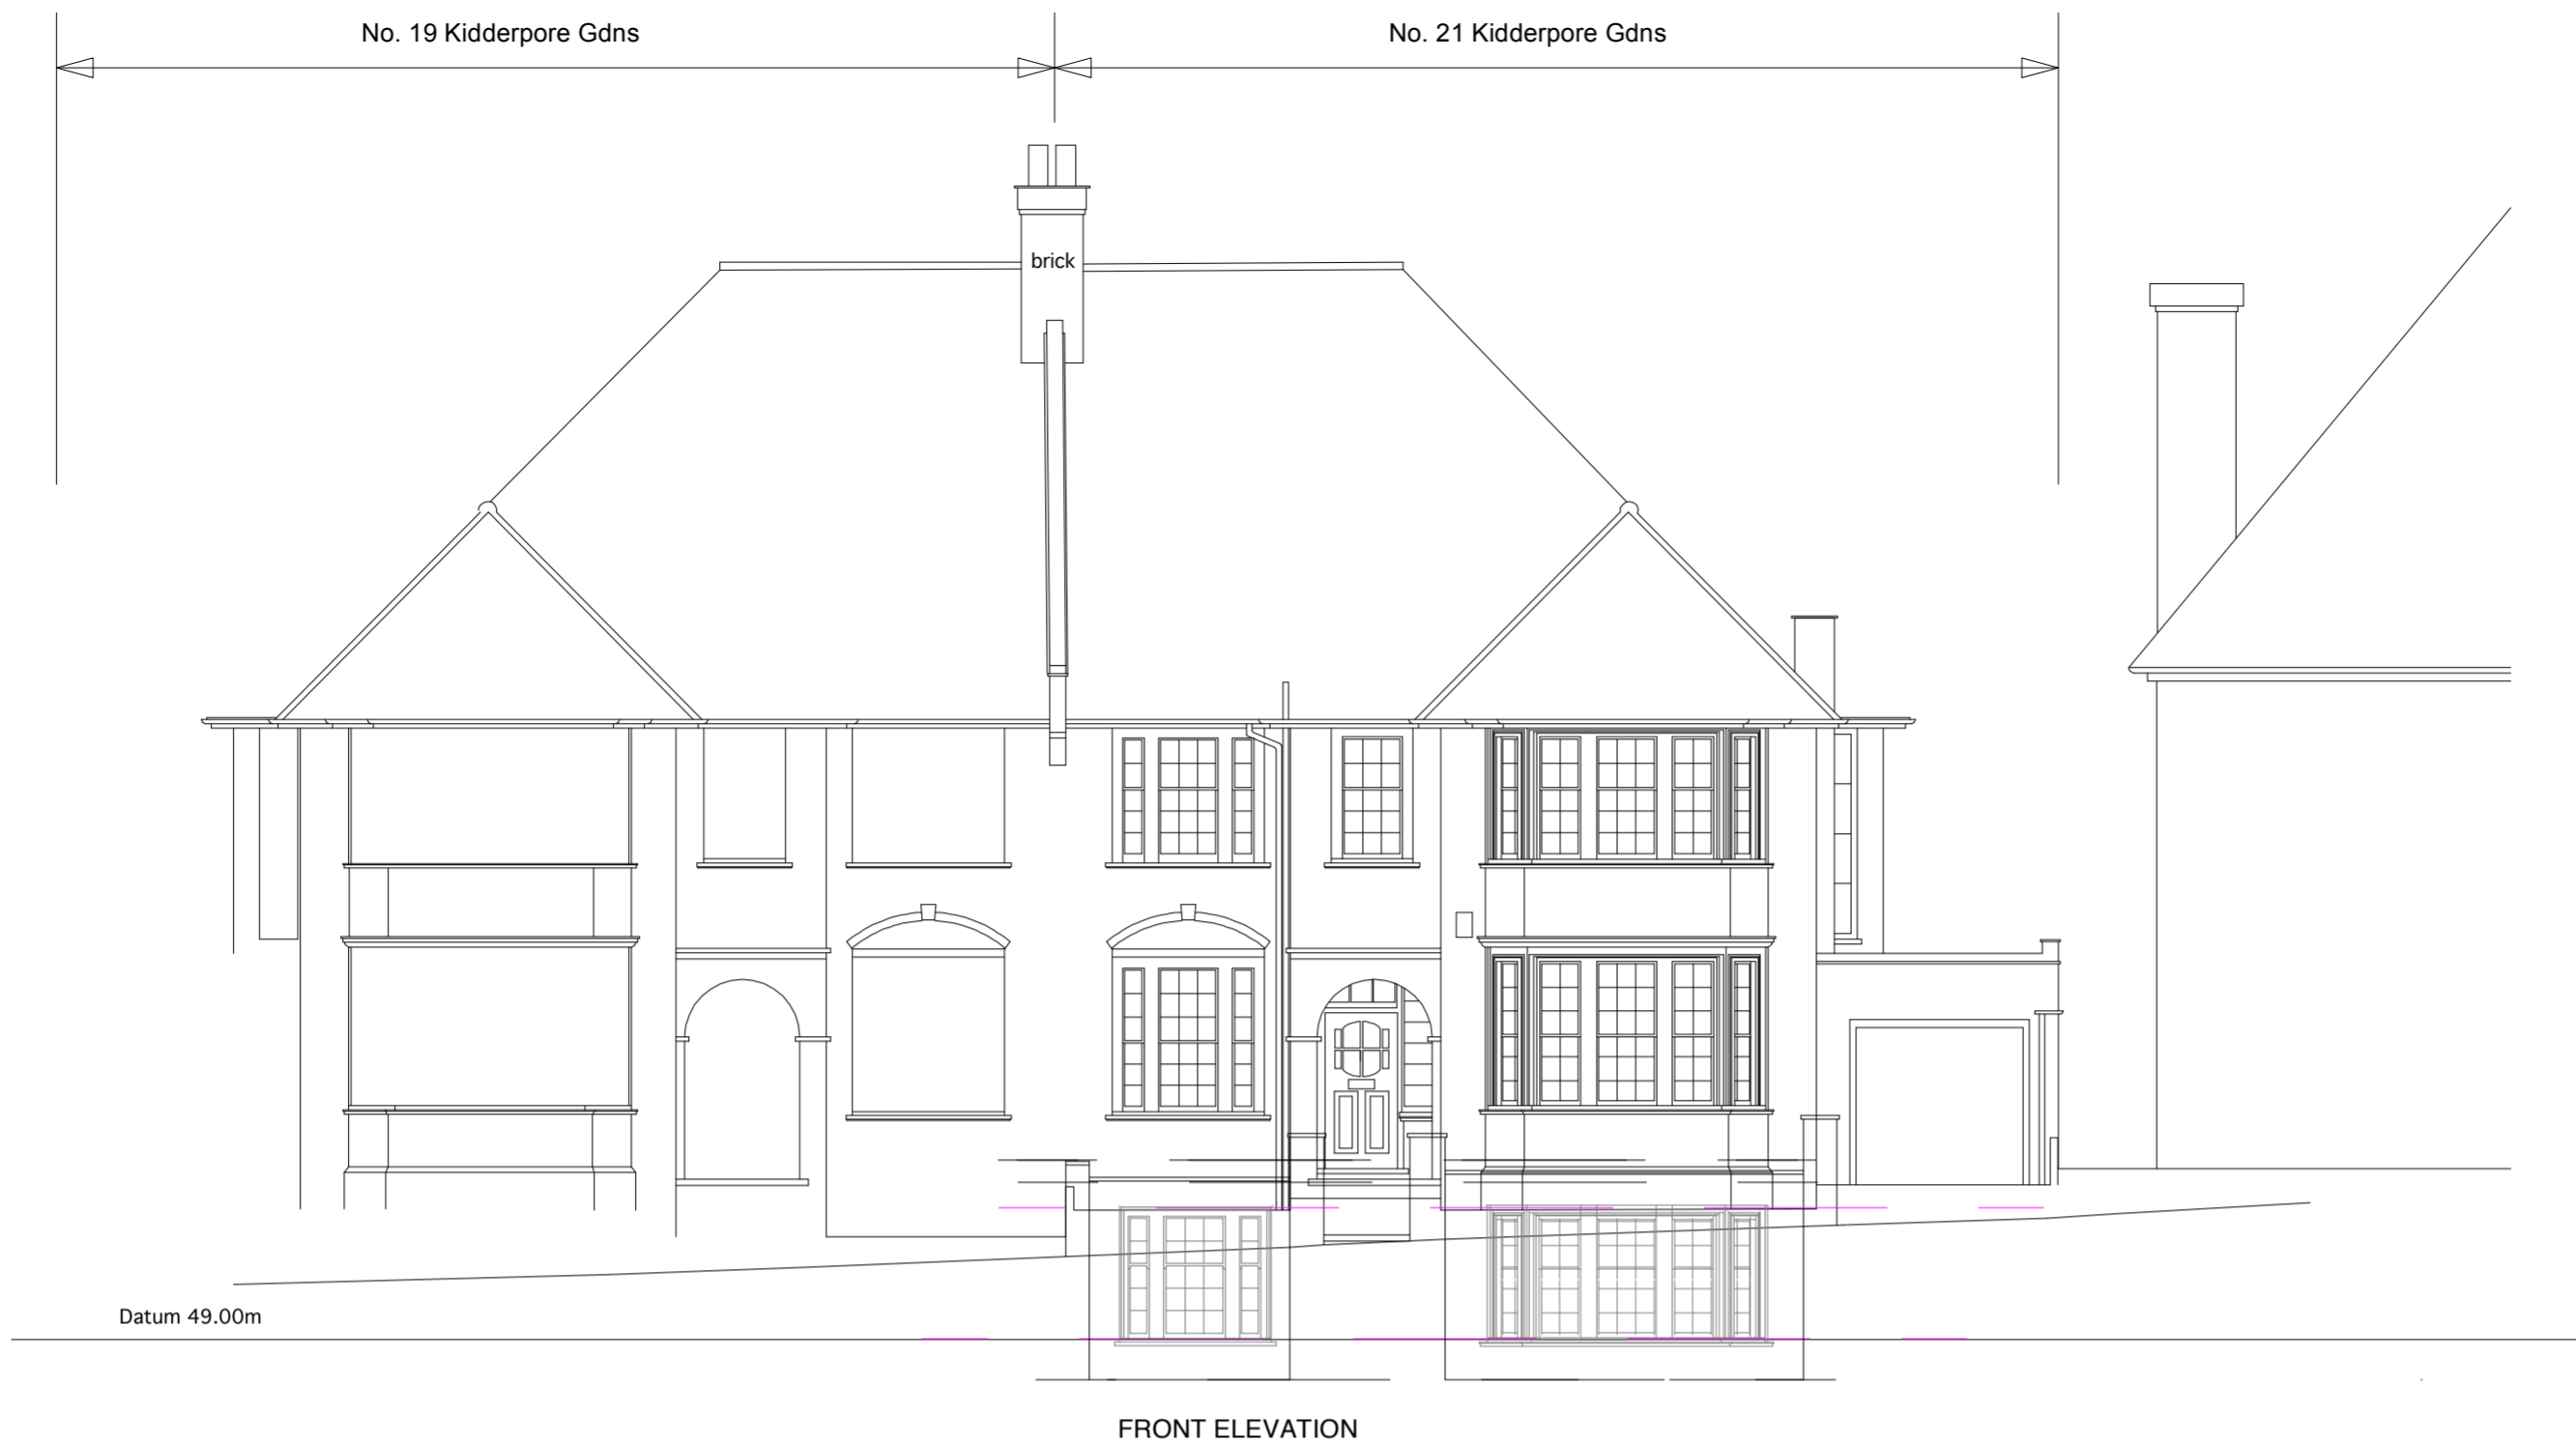 No. 19 Kidderpore Gdns
No. 21 Kidderpore Gdns
brick
Datum 49.00m
FRONT ELEVATION